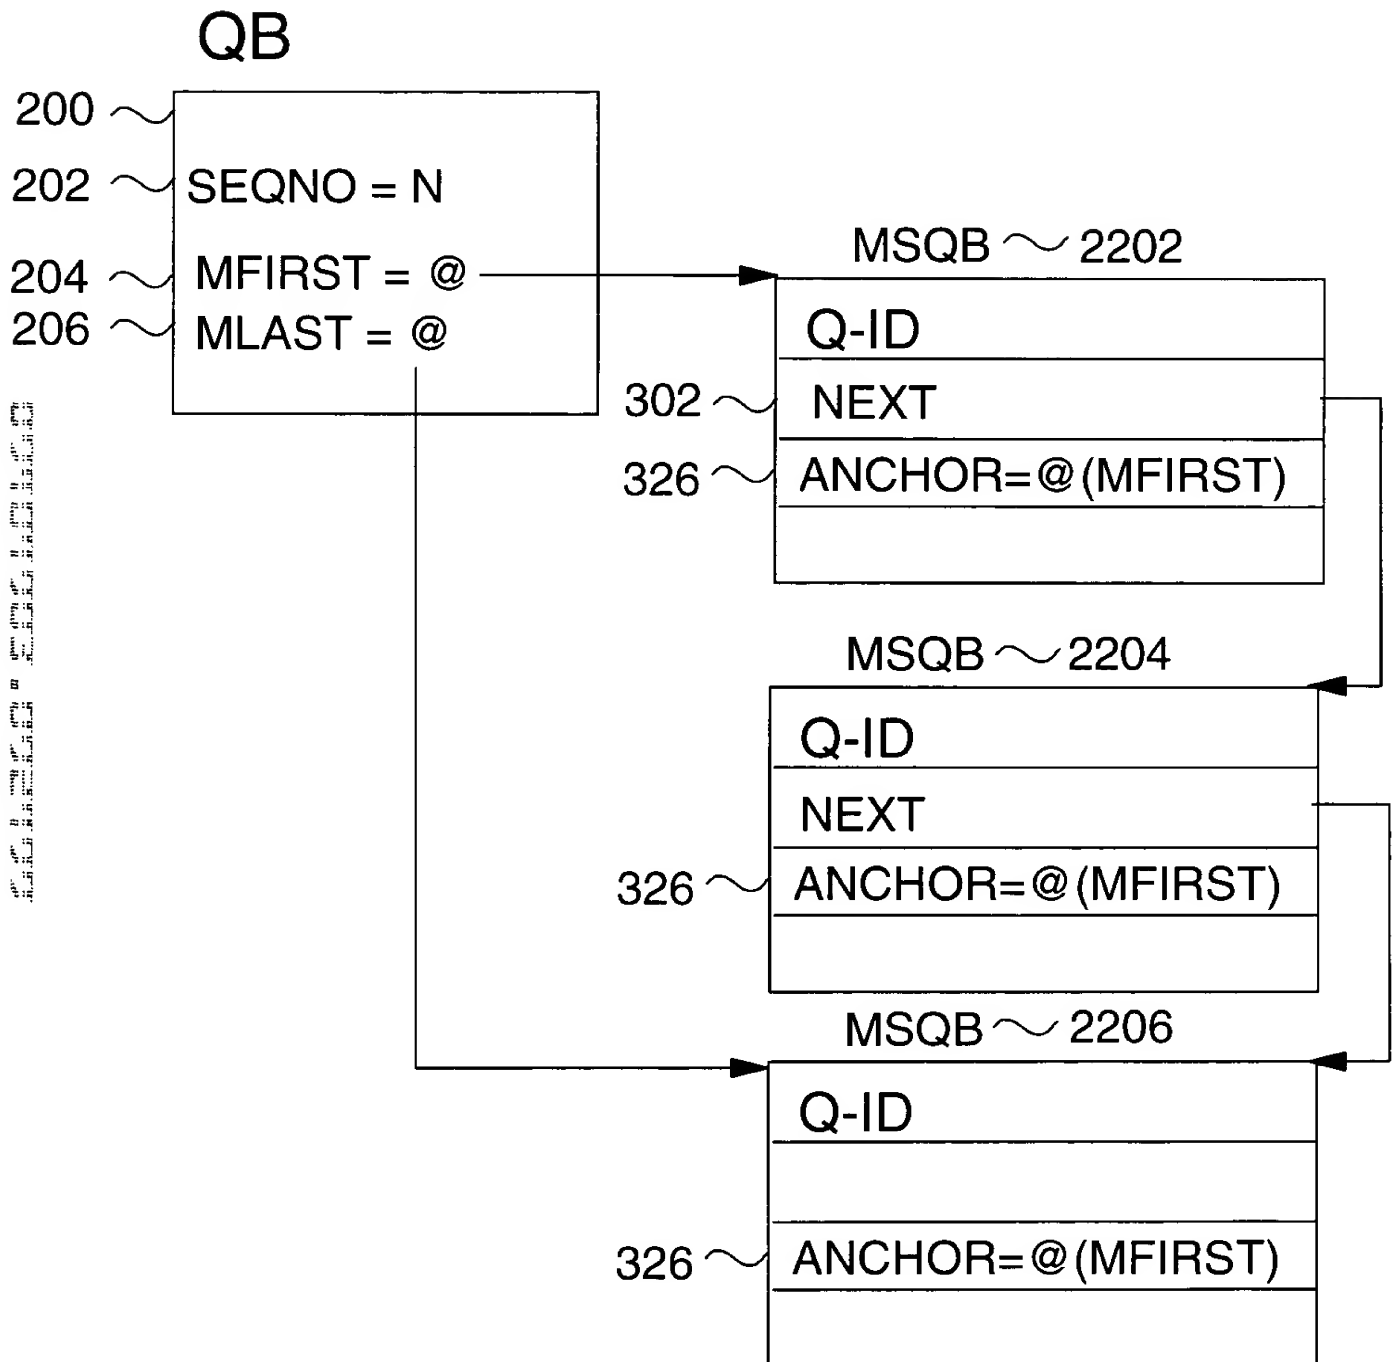 QB
200
202 SEQNO = N
204 MFIRST = @
206 MLAST = @
MSQB 2202
Q-ID
302 NEXT
326 ANCHOR=@(MFIRST)
MSQB 2204
Q-ID
NEXT
326 ANCHOR=@(MFIRST)
MSQB 2206
Q-ID
326 ANCHOR=@(MFIRST)